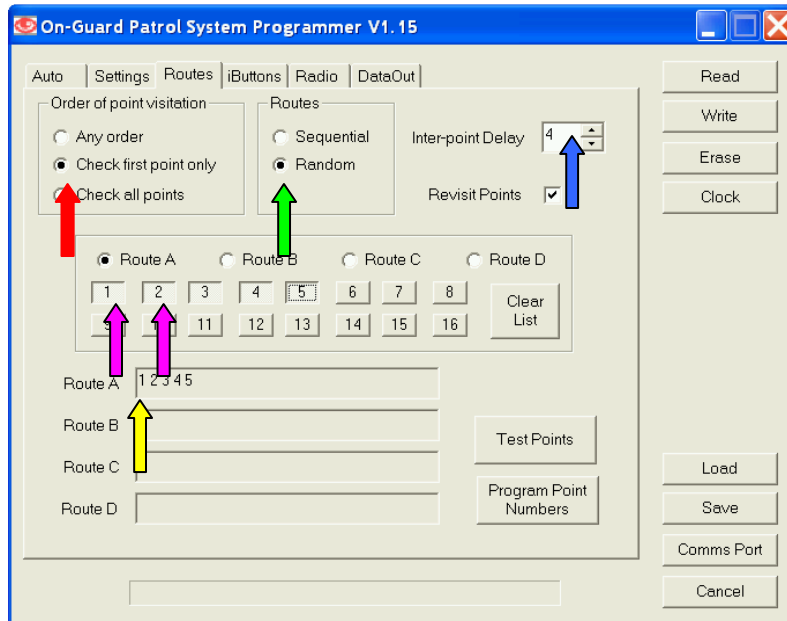 On-Guard Patrol System Programmer V1.15
Auto Settings Routes iButtons Radio DataOut
Order of point visitation
Any order
Check first point only
Check all points
Routes
Sequential
Random
Inter-point Delay 4
Revisit Points
Route A Route B Route C Route D
1 2 3 4 5 6 7 8
9 11 12 13 14 15 16
Clear
List
Route A 1 2 3 4 5
Route B
Route C
Route D
Test Points
Program Point
Numbers
Read
Write
Erase
Clock
Load
Save
Comms Port
Cancel